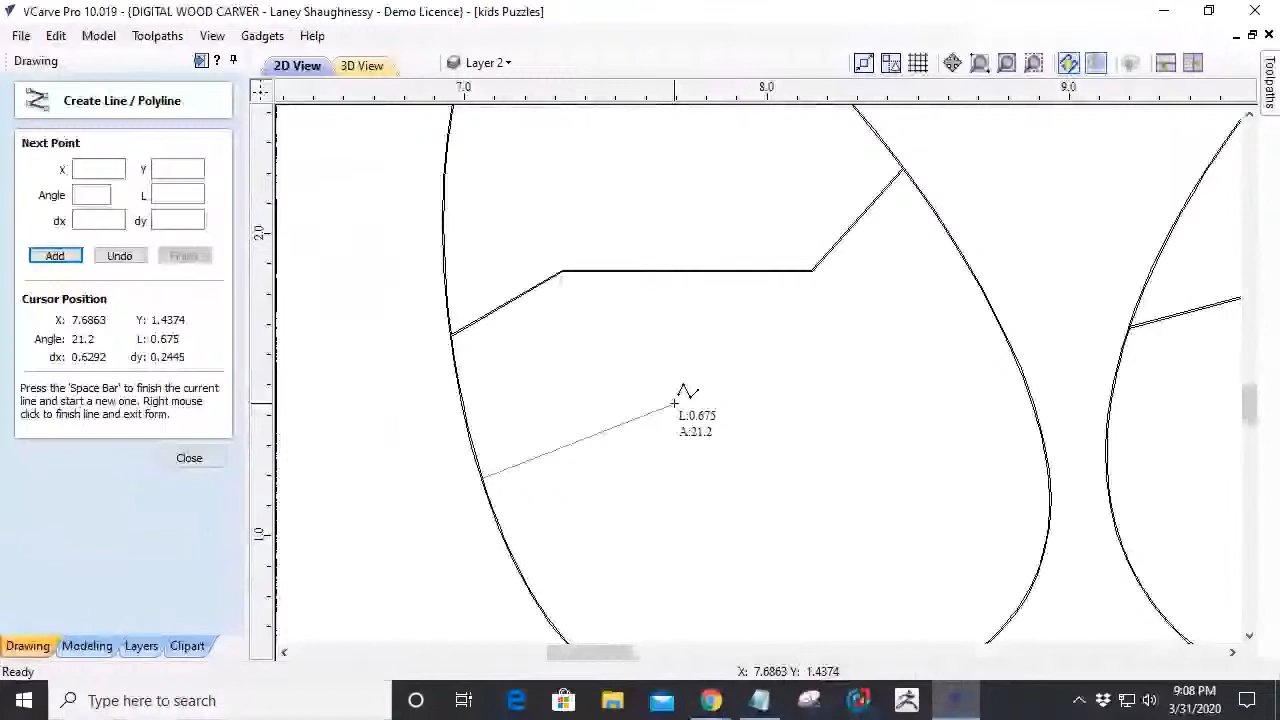 VCarve Pro 10.019 - {DIGITAL WOOD CARVER - Laney Shaughnessy - Demo Licence} - [kids Puzzles]
File Edit Model Toolpaths View Gadgets Help
Drawing
2D View 3D View Layer 2
Create Line / Polyline
7.0 8.0 9.0
Toolpaths
Next Point
X Y
Angle L
dx dy
2.0
Add Undo Finish
Cursor Position
X: 7.6863 Y: 1.4374
Angle: 21.2 L: 0.675
dx: 0.6292 dy: 0.2445
Press the 'Space Bar' to finish the current
line and start a new one. Right mouse
click to finish line and exit form.
L:0.675
A:21.2
Close
1.0
Drawing Modeling Layers Clipart
Ready X: 7.6863 Y: 1.4374
Type here to search
9:08 PM
3/31/2020